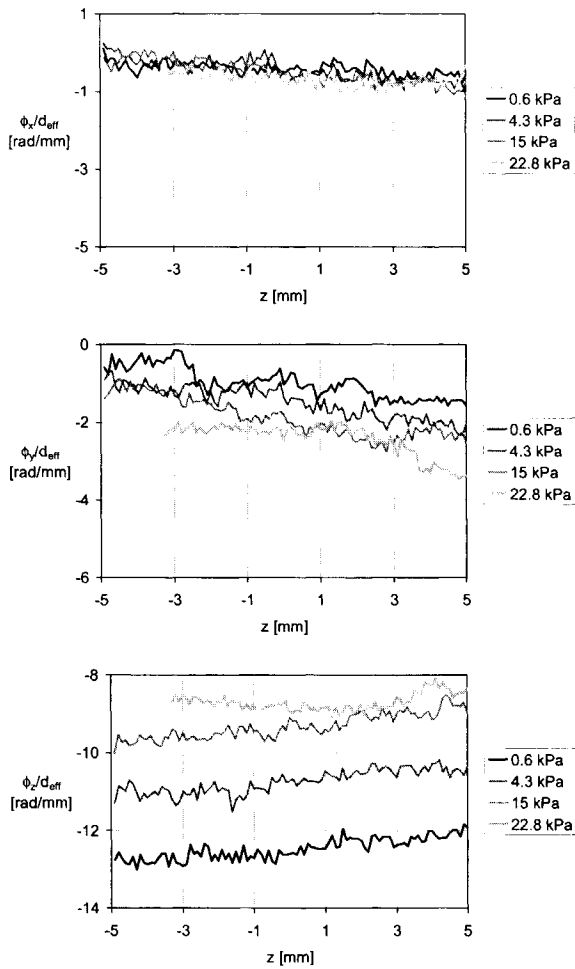 1
-1
ϕx/deff
[rad/mm]
-3
-5
-5 -3 -1 1 3 5
z [mm]
0.6 kPa
4.3 kPa
15 kPa
22.8 kPa
0
-2
ϕy/deff
[rad/mm]
-4
-6
-5 -3 -1 1 3 5
z [mm]
0.6 kPa
4.3 kPa
15 kPa
22.8 kPa
-8
-10
ϕz/deff
[rad/mm]
-12
-14
-5 -3 -1 1 3 5
z [mm]
0.6 kPa
4.3 kPa
15 kPa
22.8 kPa